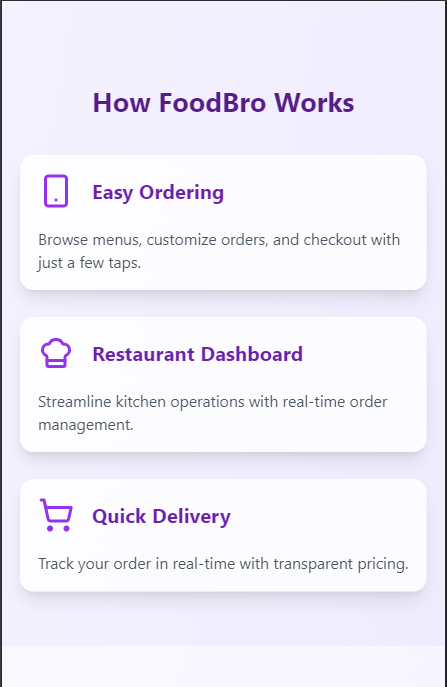 How FoodBro Works
Easy Ordering
Browse menus, customize orders, and checkout with
just a few taps.
Restaurant Dashboard
Streamline kitchen operations with real-time order
management.
Quick Delivery
Track your order in real-time with transparent pricing.